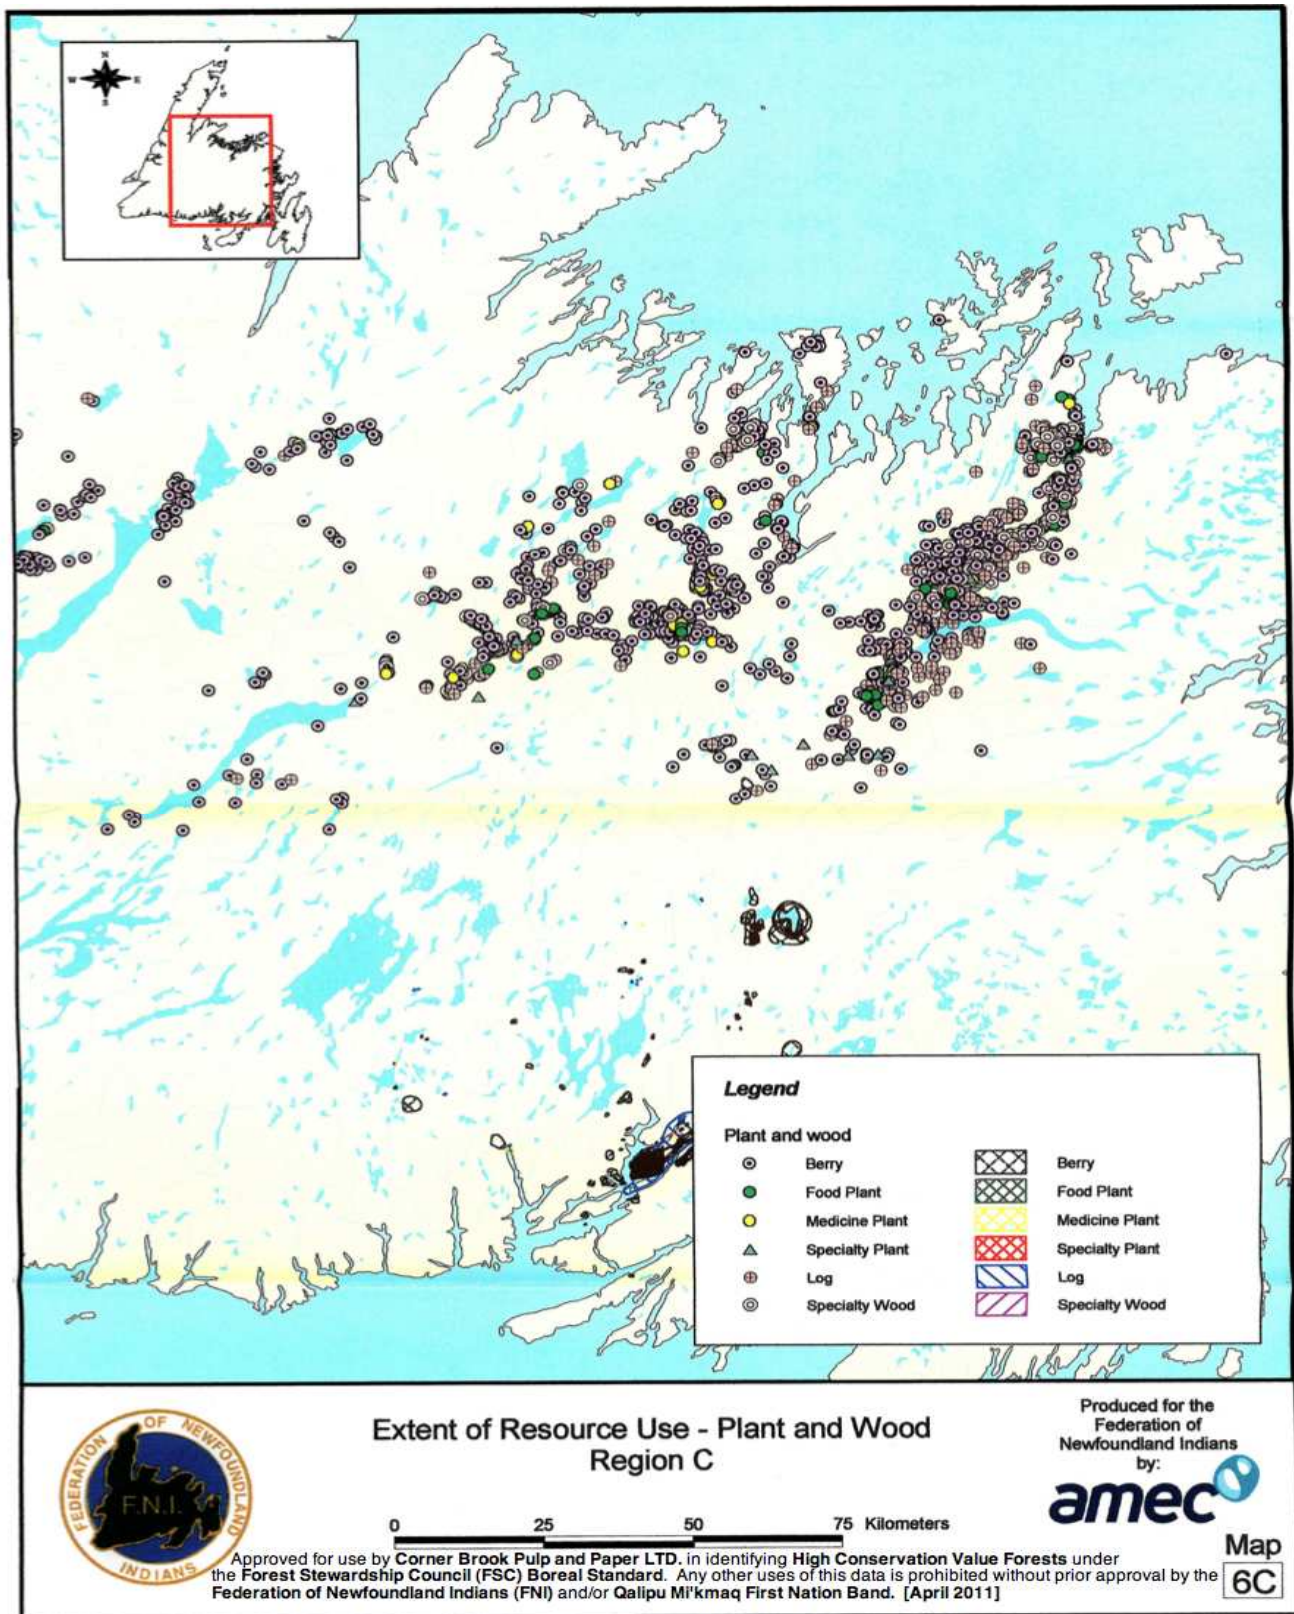 N
W E
S
Legend
Plant and wood
Berry Berry
Food Plant Food Plant
Medicine Plant Medicine Plant
Specialty Plant Specialty Plant
Log Log
Specialty Wood Specialty Wood
FEDERATION OF NEWFOUNDLAND INDIANS
F.N.I.
Extent of Resource Use - Plant and Wood
Region C
0 25 50 75 Kilometers
Produced for the
Federation of
Newfoundland Indians
by:
amec
Approved for use by Corner Brook Pulp and Paper LTD. in identifying High Conservation Value Forests under
the Forest Stewardship Council (FSC) Boreal Standard. Any other uses of this data is prohibited without prior approval by the
Federation of Newfoundland Indians (FNI) and/or Qalipu Mi'kmaq First Nation Band. [April 2011]
Map
6C